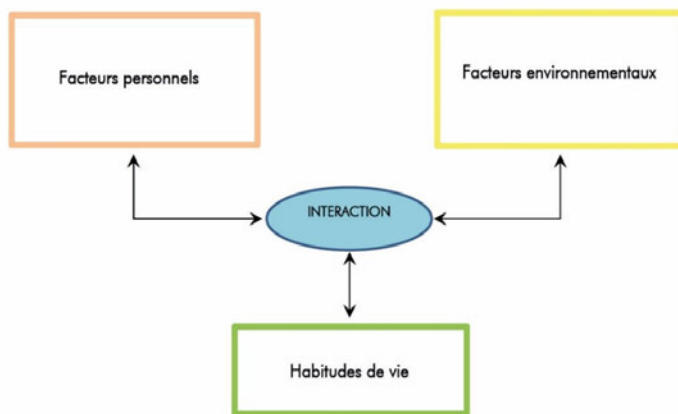 Facteurs personnels
Facteurs environnementaux
INTERACTION
Habitudes de vie